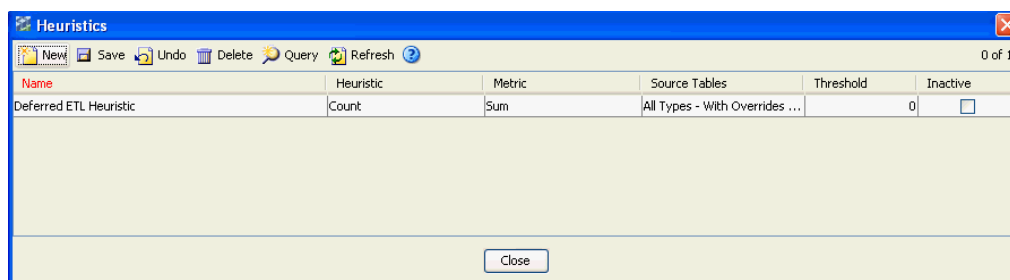 Heuristics
New Save Undo Delete Query Refresh 0 of 1
Name Heuristic Metric Source Tables Threshold Inactive
Deferred ETL Heuristic Count Sum All Types - With Overrides ... 0
Close